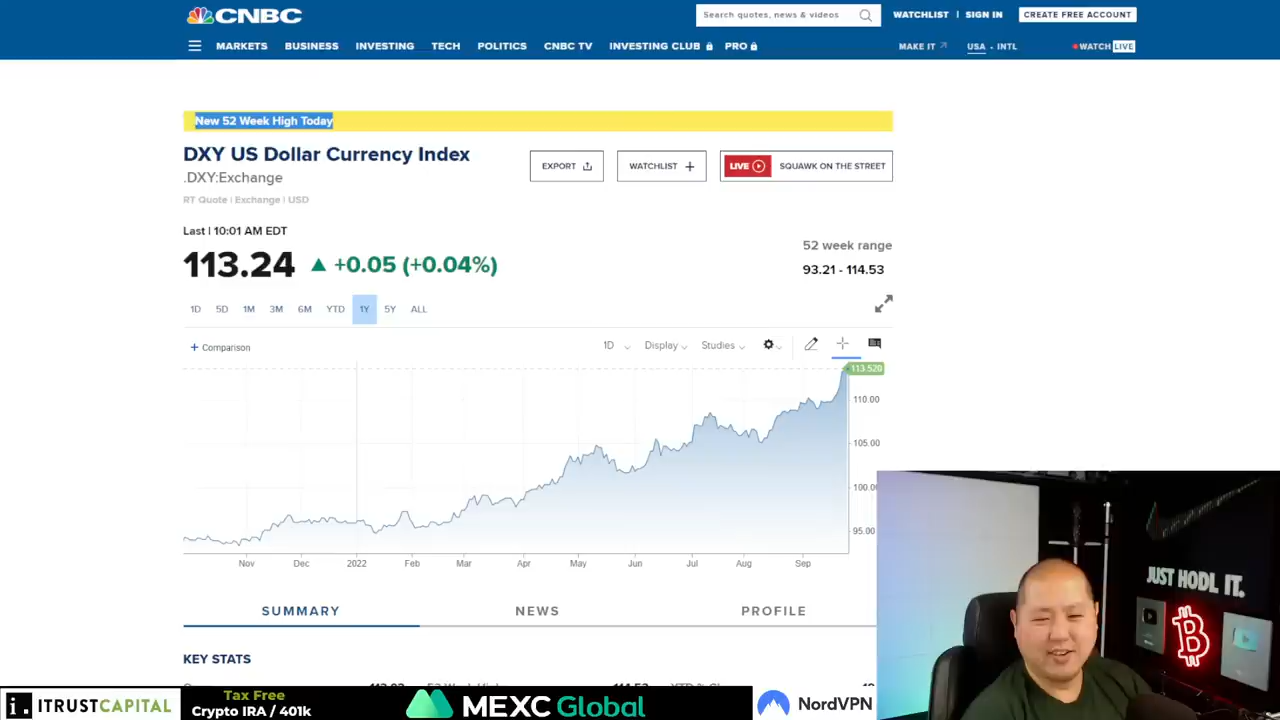 CNBC
Search quotes, news & videos
WATCHLIST | SIGN IN
CREATE FREE ACCOUNT
MARKETS BUSINESS INVESTING TECH POLITICS CNBC TV INVESTING CLUB PRO
MAKE IT USA • INTL WATCH LIVE
New 52 Week High Today
DXY US Dollar Currency Index
.DXY:Exchange
RT Quote | Exchange | USD
EXPORT
WATCHLIST +
LIVE SQUAWK ON THE STREET
Last | 10:01 AM EDT
113.24 ▲ +0.05 (+0.04%)
52 week range
93.21 - 114.53
1D 5D 1M 3M 6M YTD 1Y 5Y ALL
+ Comparison
1D Display Studies
113.520
110.00
105.00
100.0
95.00
Nov Dec 2022 Feb Mar Apr May Jun Jul Aug Sep
SUMMARY NEWS PROFILE
KEY STATS
JUST HODL IT.
i. ITRUSTCAPITAL
Tax Free
Crypto IRA / 401k
MEXC Global
NordVPN